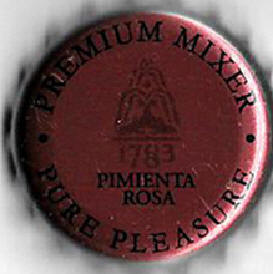 PREMIUM MIXER
1783
PIMIENTA
ROSA
PURE PLEASURE